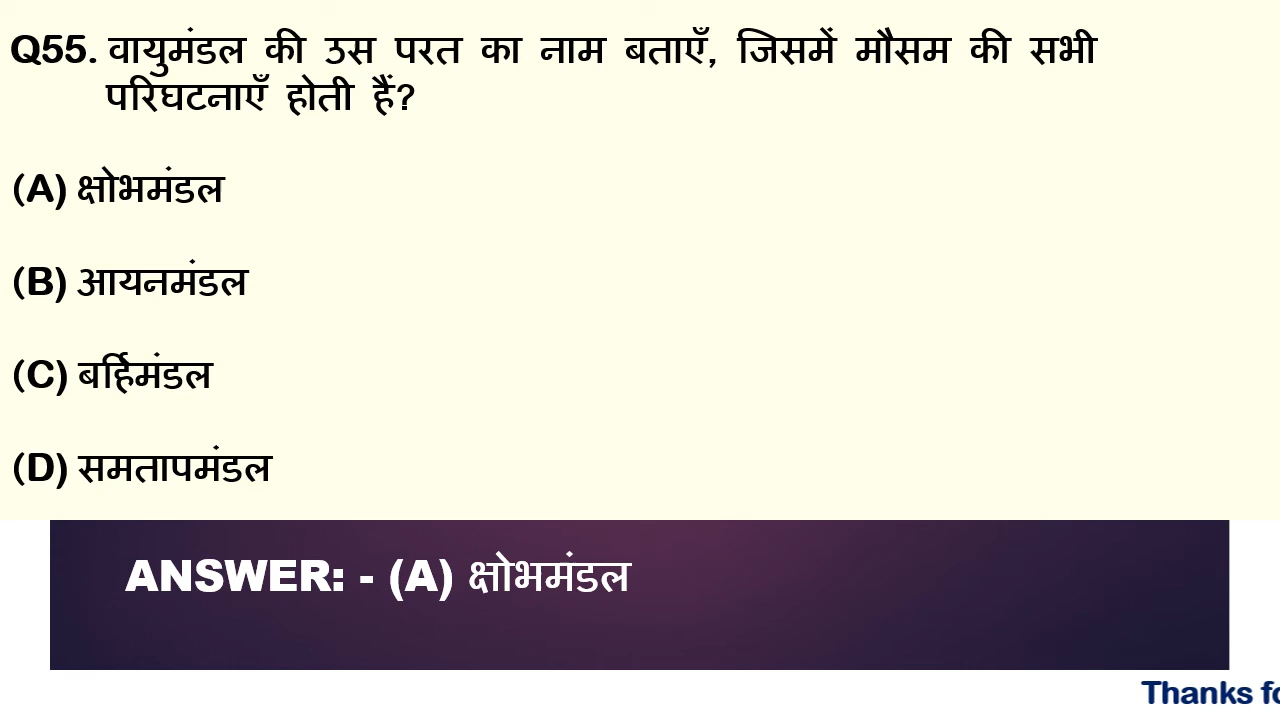 Q55. वायुमंडल की उस परत का नाम बताएँ, जिसमें मौसम की सभी
परिघटनाएँ होती हैं?
(A) क्षोभमंडल
(B) आयनमंडल
(C) बर्हिमंडल
(D) समतापमंडल
ANSWER: - (A) क्षोभमंडल
Thanks fo